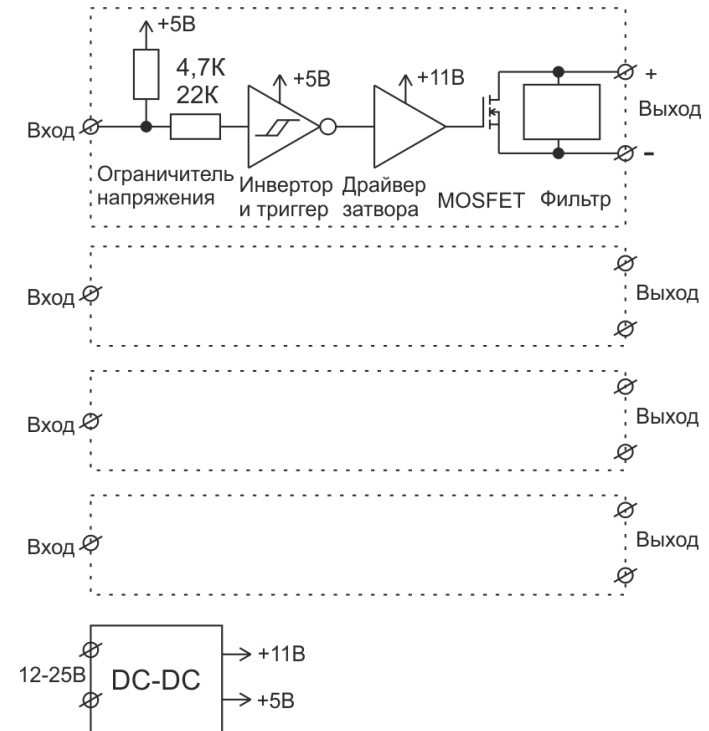 +5В
4,7К
22К
+5В
+11В
+
Вход
Выход
-
Ограничитель
напряжения
Инвертор
и триггер
Драйвер
затвора
MOSFET
Фильтр
Вход
Выход
Вход
Выход
Вход
Выход
12-25В
DC-DC
+11В
+5В